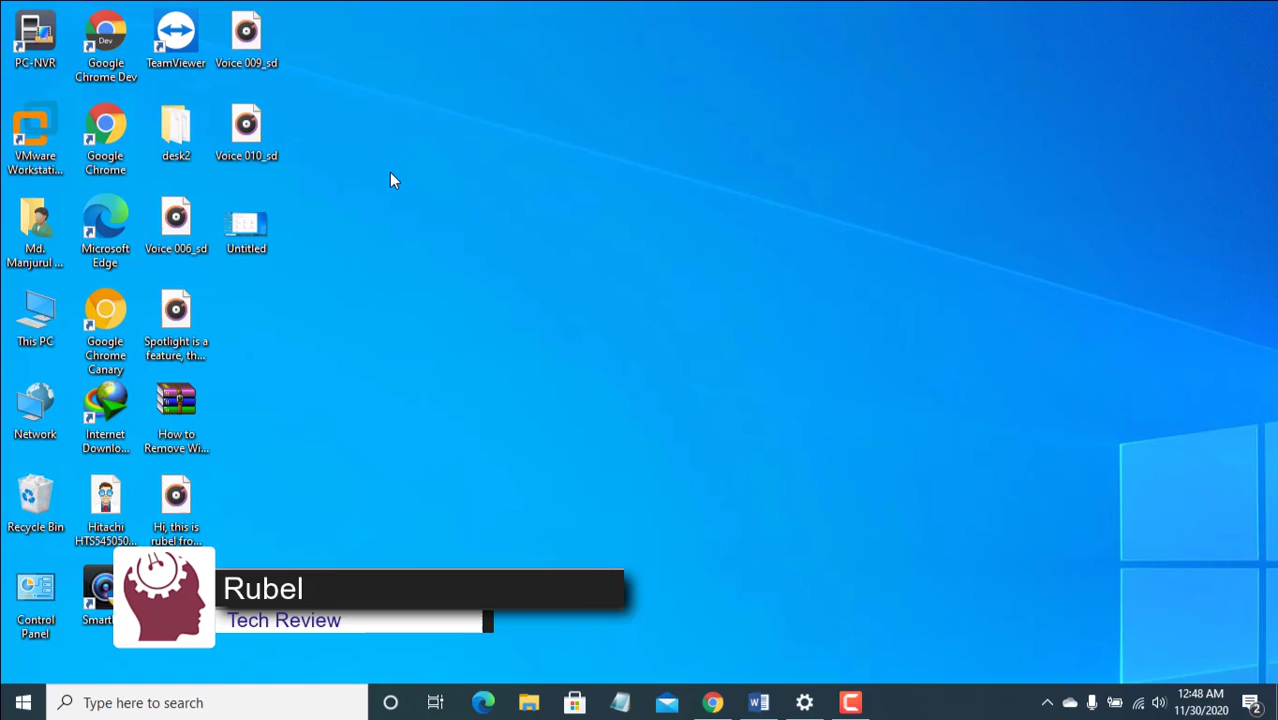 PC-NVR
Google
Chrome Dev
Dev
TeamViewer
Voice 009_sd
VMware
Workstati...
Google
Chrome
desk2
Voice 010_sd
Md.
Manjurul ...
Microsoft
Edge
Voice 006_sd
Untitled
This PC
Google
Chrome
Canary
Spotlight is a
feature, th...
Network
Internet
Downlo...
How to
Remove Wi...
Recycle Bin
Hitachi
HTS545050...
Hi, this is
rubel fro...
Control
Panel
Rubel
Tech Review
Type here to search
12:48 AM
11/30/2020
2